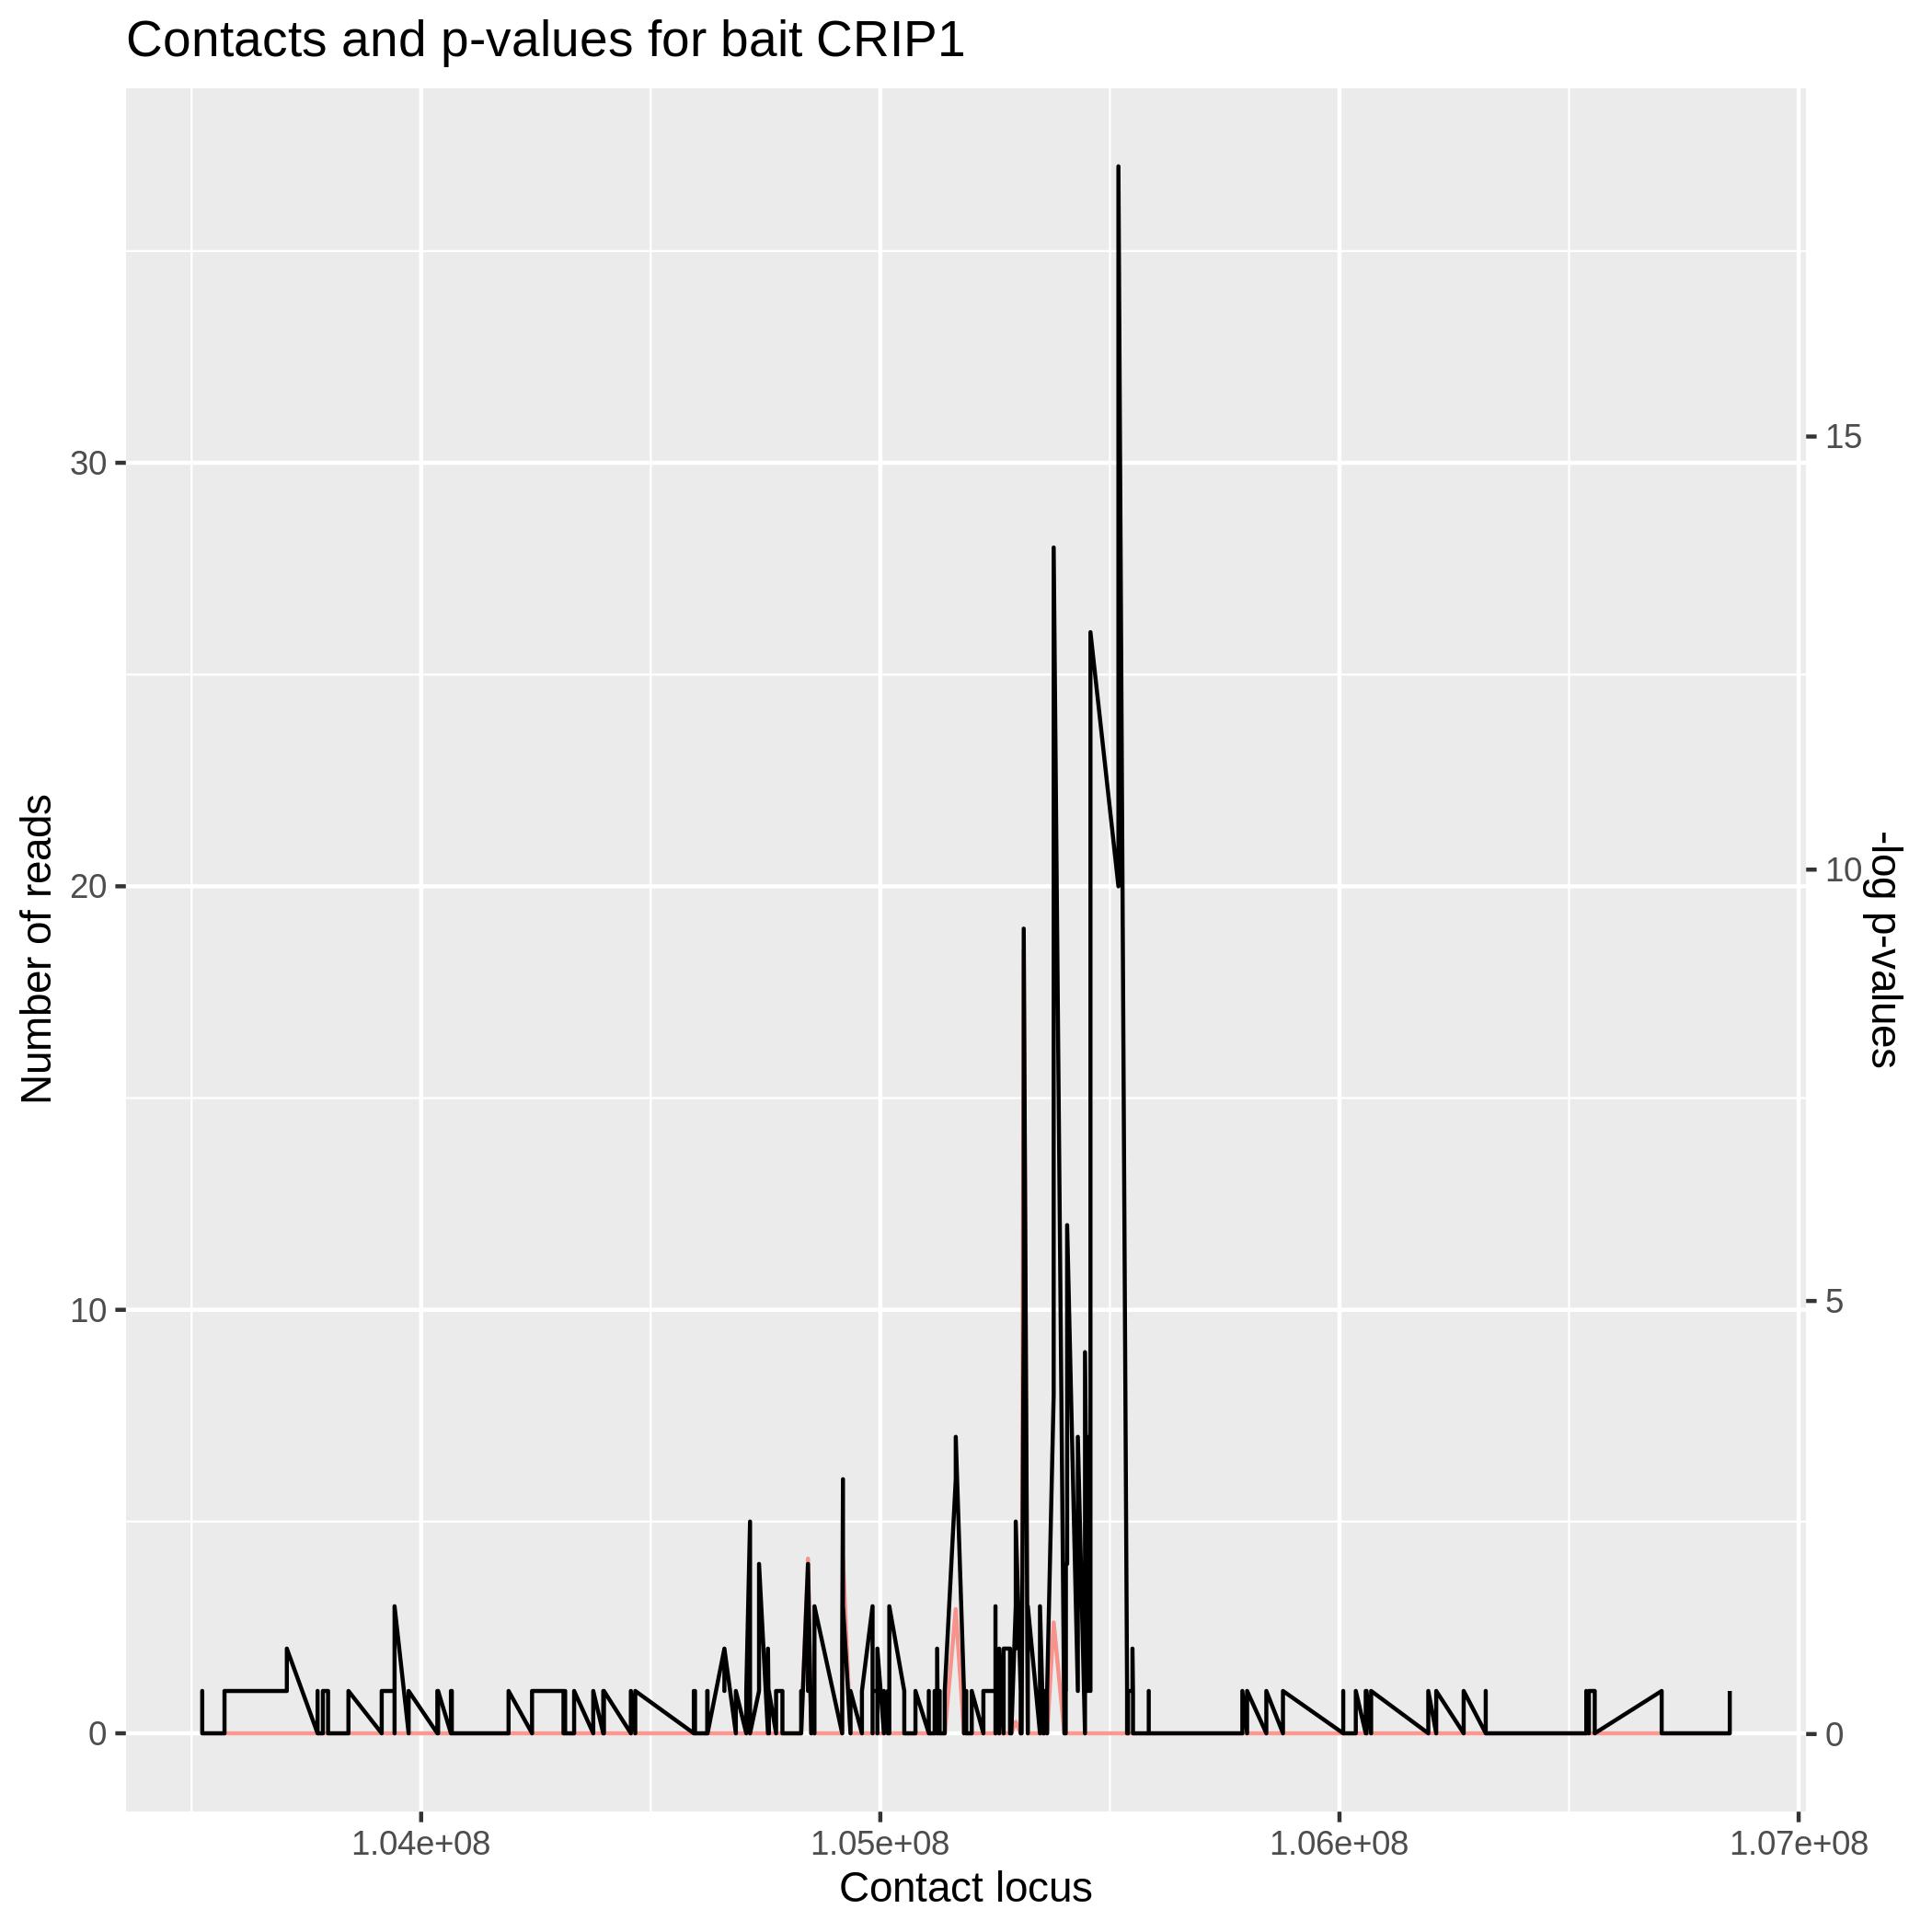 Contacts and p-values for bait CRIP1
Number of reads
30
20
10
0
15
10
5
0
-log p-values
1.04e+08
1.05e+08
1.06e+08
1.07e+08
Contact locus